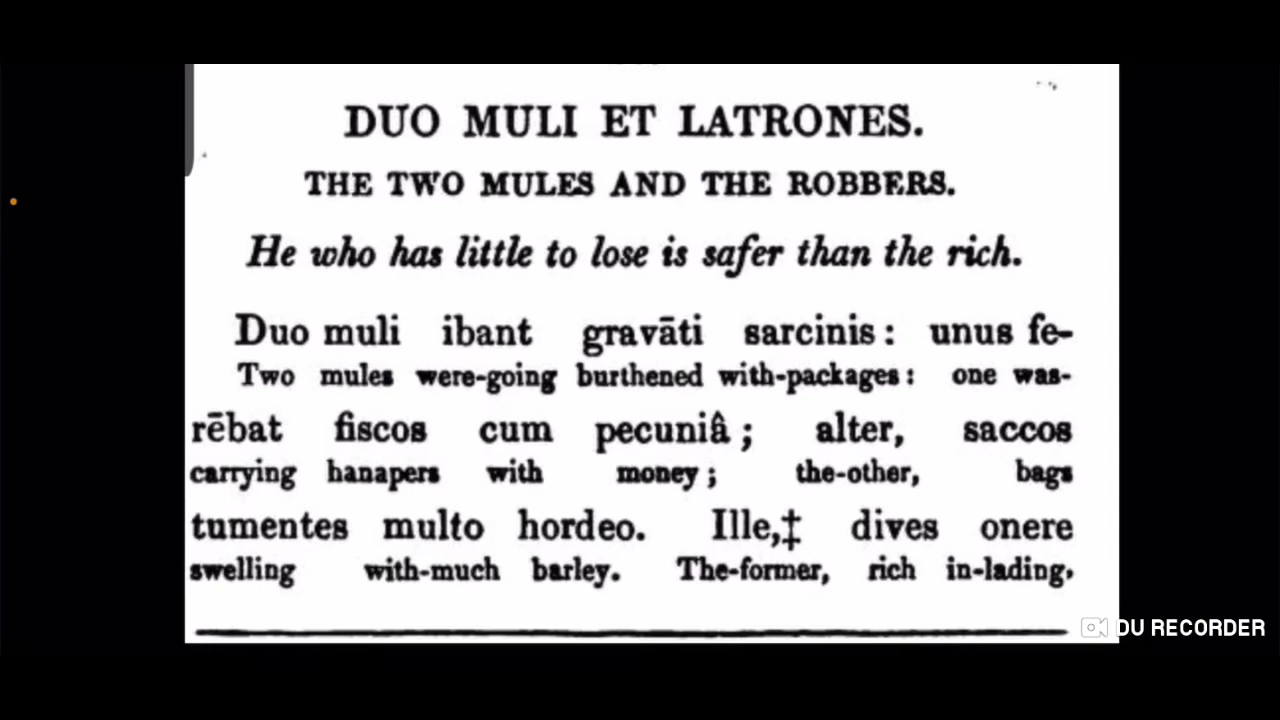 DUO MULI ET LATRONES.
THE TWO MULES AND THE ROBBERS.
He who has little to lose is safer than the rich.
Duo muli ibant gravāti sarcinis: unus fe-
Two mules were-going burthened with-packages: one was-
rēbat fiscos cum pecuniâ; alter, saccos
carrying hanapers with money; the-other, bags
tumentes multo hordeo. Ille,‡ dives onere
swelling with-much barley. The-former, rich in-lading,
DU RECORDER